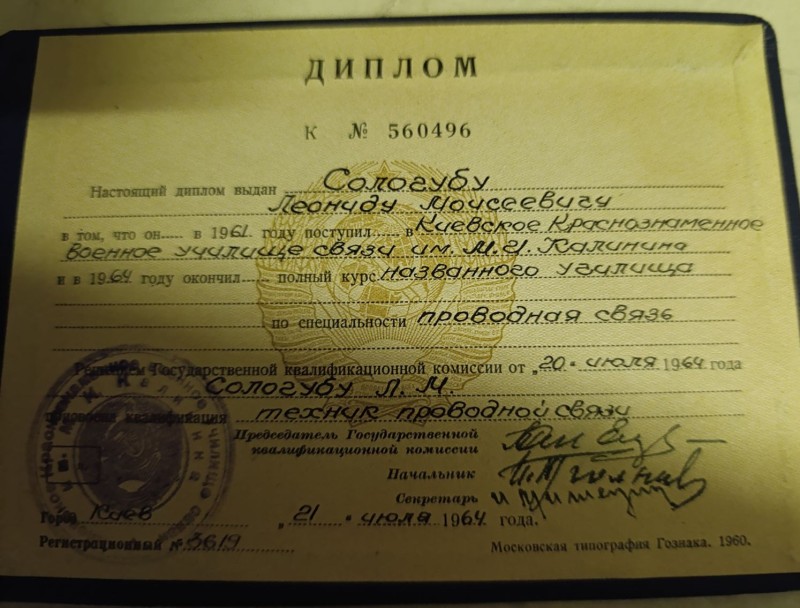 ДИПЛОМ
К № 560496
Настоящий диплом выдан Сологубу
Леониду Моисеевичу
в том, что он в 1961 году поступил в Киевское Краснознаменное
Военное училище связи им. М.И. Калинина
и в 1964 году окончил полный курс названного училища
по специальности проводная связь
Решением Государственной квалификационной комиссии от „20“ июля 1964 года
Сологубу Л. М.
присвоена квалификация техник проводной связи
Председатель Государственной
квалификационной комиссии
Начальник
Секретарь
Город Киев „21“ июля 1964 года.
Регистрационный № 3619
Московская типография Гознака. 1960.